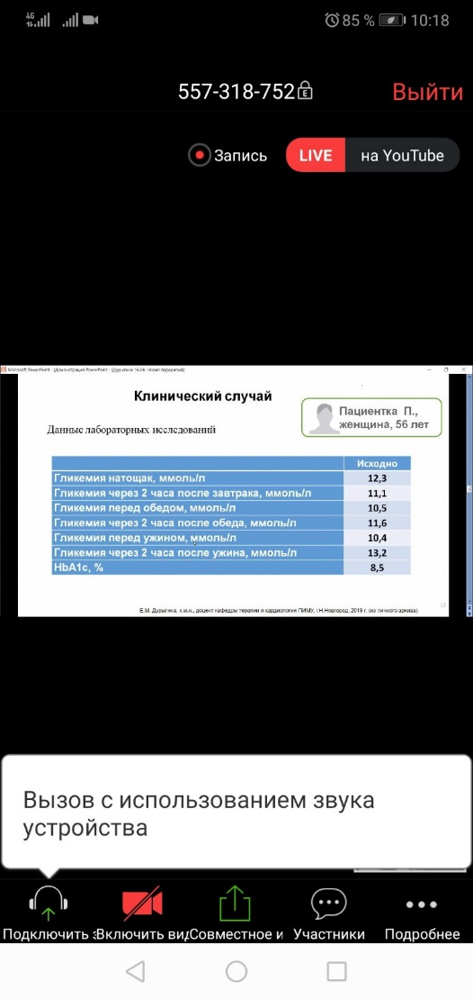 4G
85 %
10:18
557-318-752
E
Выйти
Запись
LIVE
на YouTube
Microsoft PowerPoint - [Демонстрация PowerPoint - [Дурыгина 16.04. Новая парадигма]]
Клинический случай
Пациентка П.,
женщина, 56 лет
Данные лабораторных исследований
Исходно
Гликемия натощак, ммоль/л 12,3
Гликемия через 2 часа после завтрака, ммоль/л 11,1
Гликемия перед обедом, ммоль/л 10,5
Гликемия через 2 часа после обеда, ммоль/л 11,6
Гликемия перед ужином, ммоль/л 10,4
Гликемия через 2 часа после ужина, ммоль/л 13,2
HbA1c, % 8,5
Е.М. Дурыгина, к.м.н., доцент кафедры терапии и кардиологии ПИМУ, г.Н.Новгород, 2019 г. (из личного архива)
Вызов с использованием звука
устройства
Подключить з
Включить вид
Совместное и
Участники
Подробнее